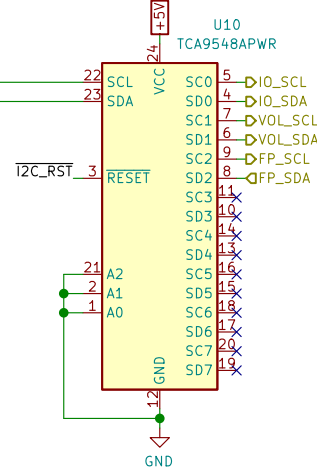 +5V
U10
TCA9548APWR
24
VCC
22 SCL SC0 5 IO_SCL
23 SDA SD0 4 IO_SDA
SC1 7 VOL_SCL
SD1 6 VOL_SDA
SC2 9 FP_SCL
I2C_RST 3 RESET SD2 8 FP_SDA
SC3 11
SD3 10
SC4 14
SD4 13
21 A2 SC5 16
2 A1 SD5 15
1 A0 SC6 18
SD6 17
SC7 20
SD7 19
GND
12
GND